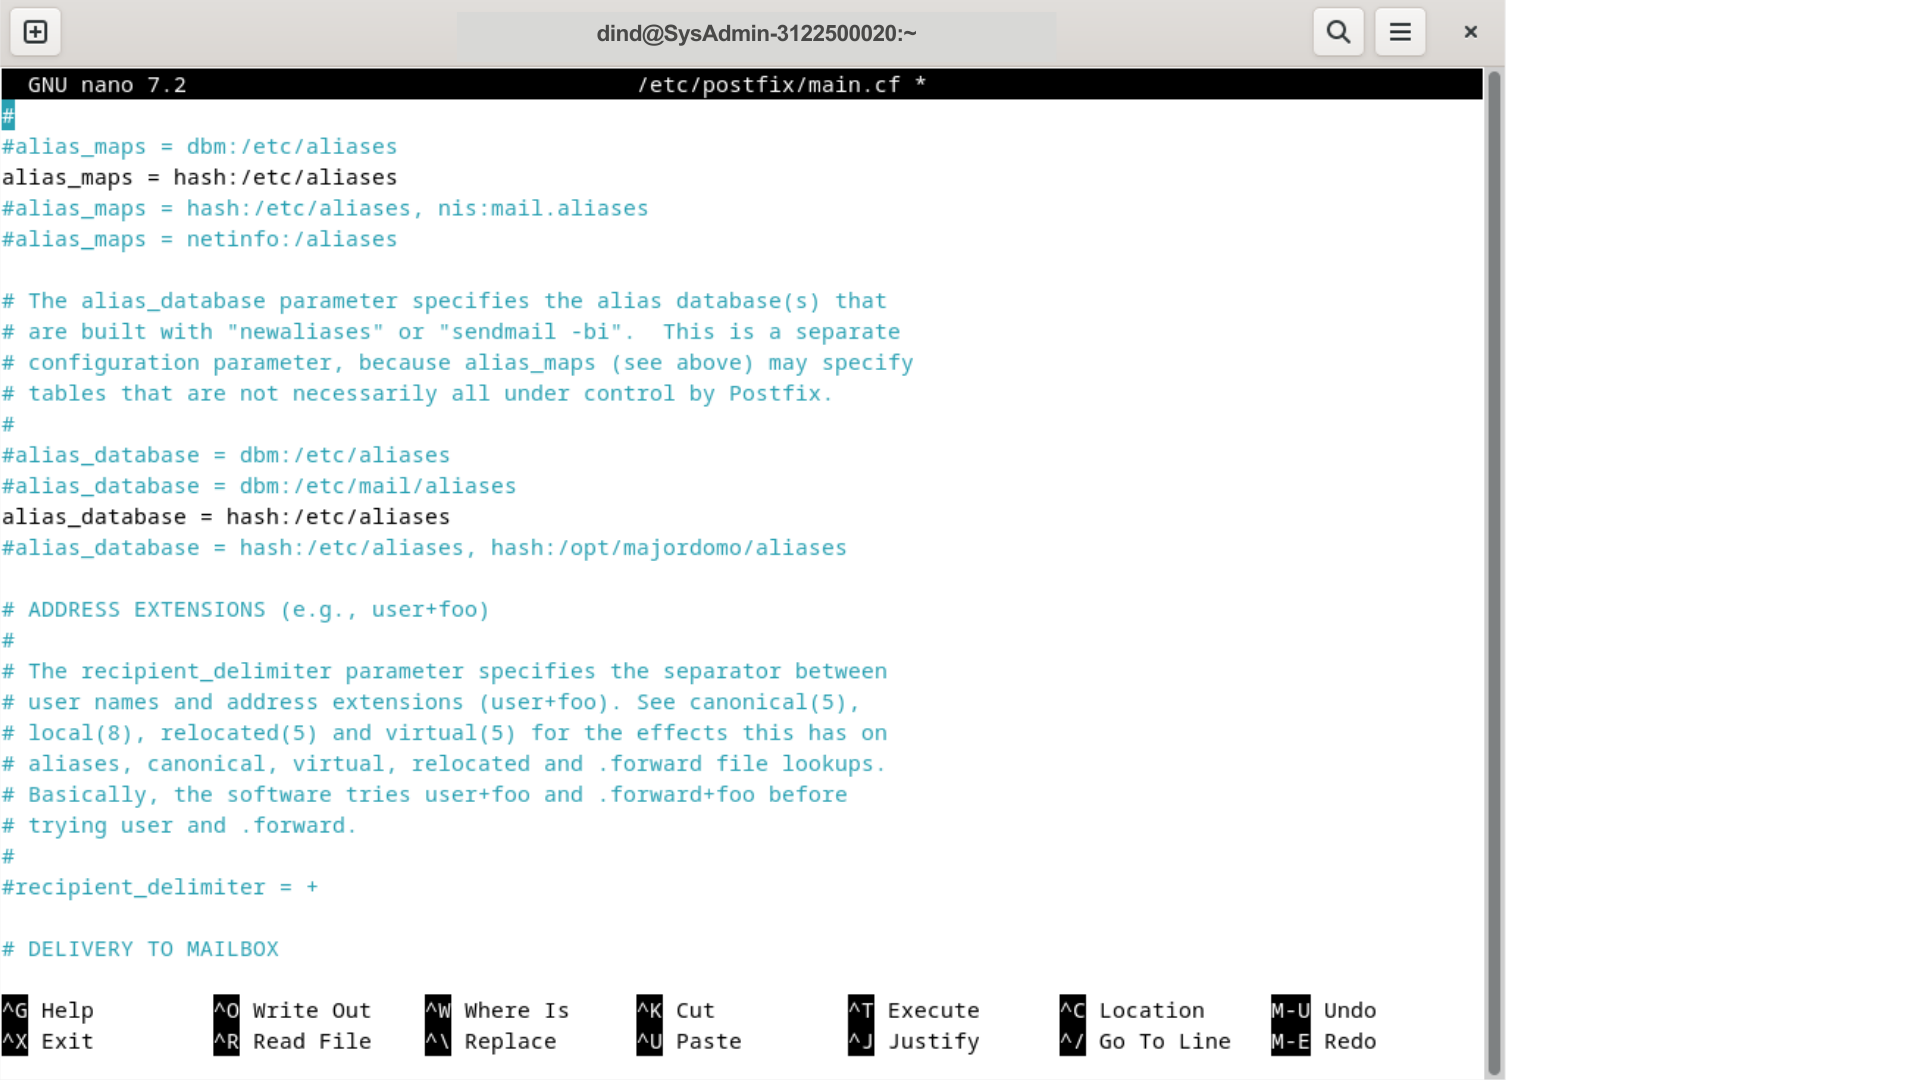 dind@SysAdmin-3122500020:~
GNU nano 7.2 /etc/postfix/main.cf *
#
#alias_maps = dbm:/etc/aliases
alias_maps = hash:/etc/aliases
#alias_maps = hash:/etc/aliases, nis:mail.aliases
#alias_maps = netinfo:/aliases
# The alias_database parameter specifies the alias database(s) that
# are built with "newaliases" or "sendmail -bi".  This is a separate
# configuration parameter, because alias_maps (see above) may specify
# tables that are not necessarily all under control by Postfix.
#
#alias_database = dbm:/etc/aliases
#alias_database = dbm:/etc/mail/aliases
alias_database = hash:/etc/aliases
#alias_database = hash:/etc/aliases, hash:/opt/majordomo/aliases
# ADDRESS EXTENSIONS (e.g., user+foo)
#
# The recipient_delimiter parameter specifies the separator between
# user names and address extensions (user+foo). See canonical(5),
# local(8), relocated(5) and virtual(5) for the effects this has on
# aliases, canonical, virtual, relocated and .forward file lookups.
# Basically, the software tries user+foo and .forward+foo before
# trying user and .forward.
#
#recipient_delimiter = +
# DELIVERY TO MAILBOX
^G Help ^O Write Out ^W Where Is ^K Cut ^T Execute ^C Location M-U Undo
^X Exit ^R Read File ^\ Replace ^U Paste ^J Justify ^/ Go To Line M-E Redo